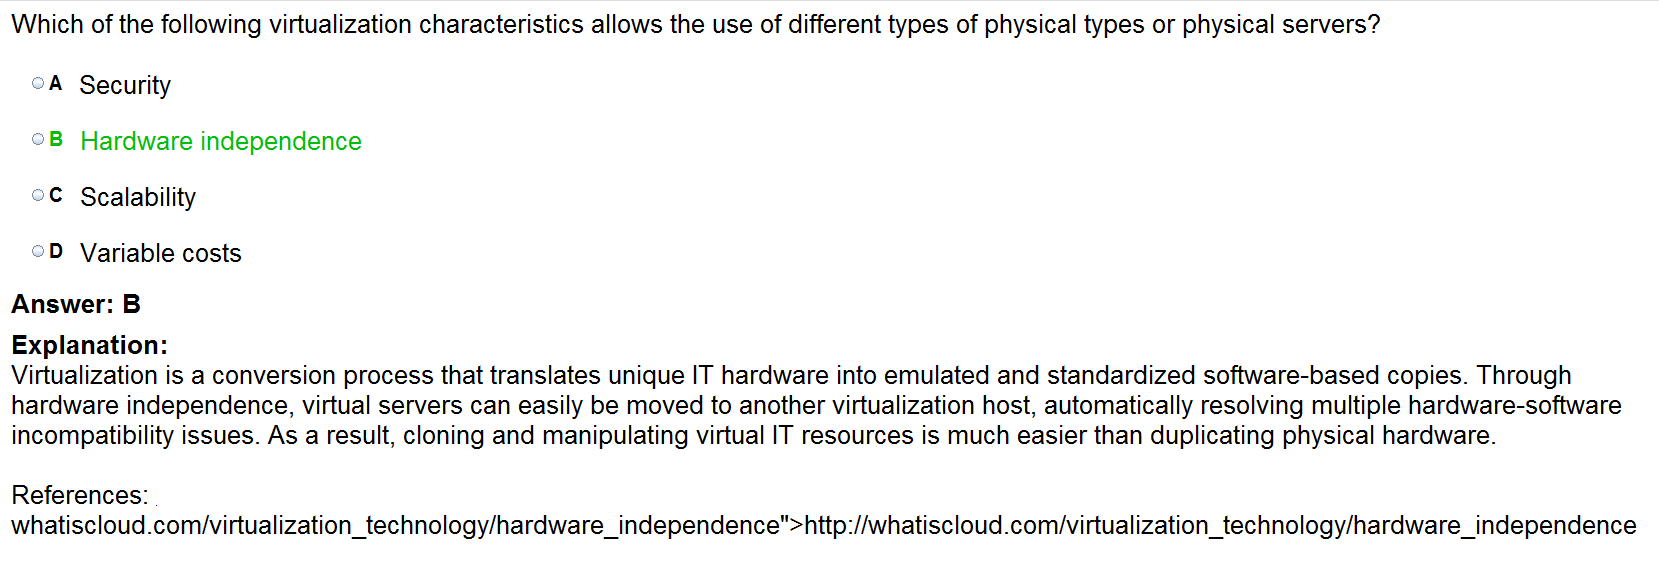 Which of the following virtualization characteristics allows the use of different types of physical types or physical servers?
A Security
B Hardware independence
C Scalability
D Variable costs
Answer: B
Explanation:
Virtualization is a conversion process that translates unique IT hardware into emulated and standardized software-based copies. Through
hardware independence, virtual servers can easily be moved to another virtualization host, automatically resolving multiple hardware-software
incompatibility issues. As a result, cloning and manipulating virtual IT resources is much easier than duplicating physical hardware.
References:
whatiscloud.com/virtualization_technology/hardware_independence">http://whatiscloud.com/virtualization_technology/hardware_independence